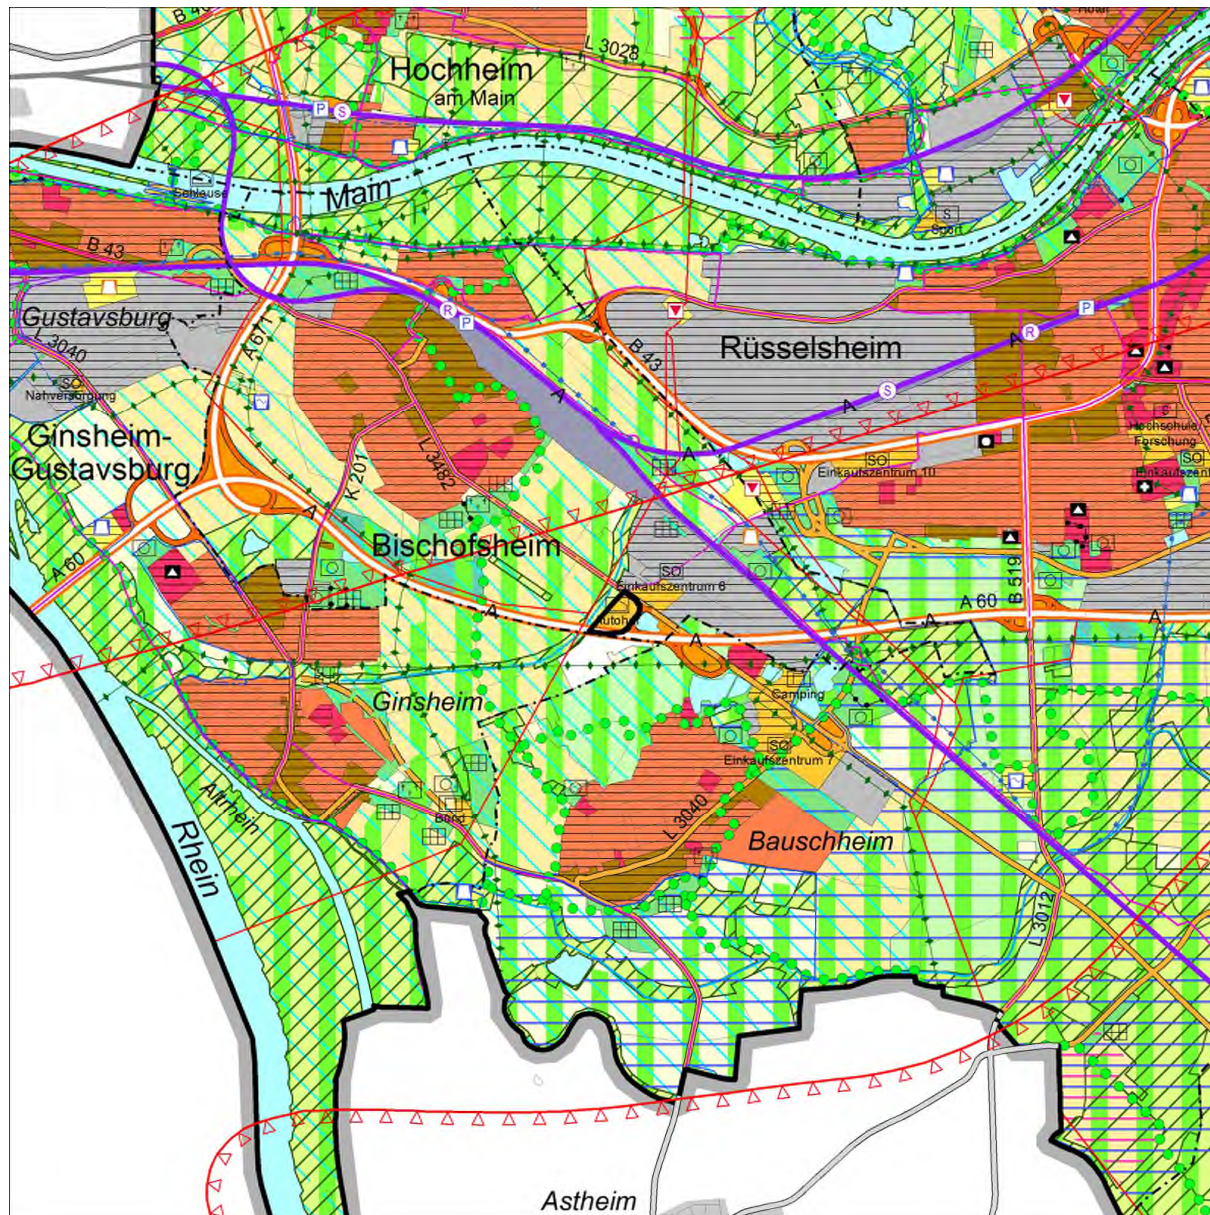 L 3028
Hochheim
am Main
P
S
Schleuse
Main
S
Sport
B 43
Gustavsburg
L 3040
A 671
R
P
B 43
Rüsselsheim
R
P
A
S
A
A
A
SO
Nahversorgung
Ginsheim-
Gustavsburg
K 201
L 3482
SO
Einkaufszentrum 10
Hochschule/
Forschung
SO
A
Bischofsheim
A 60
SO
Einkaufszentrum 6
Autohof
A
A
A 60
A
B 519
Ginsheim
Camping
SO
Einkaufszentrum 7
Altrhein
Rhein
L 3040
Bauschheim
L 3012
Astheim